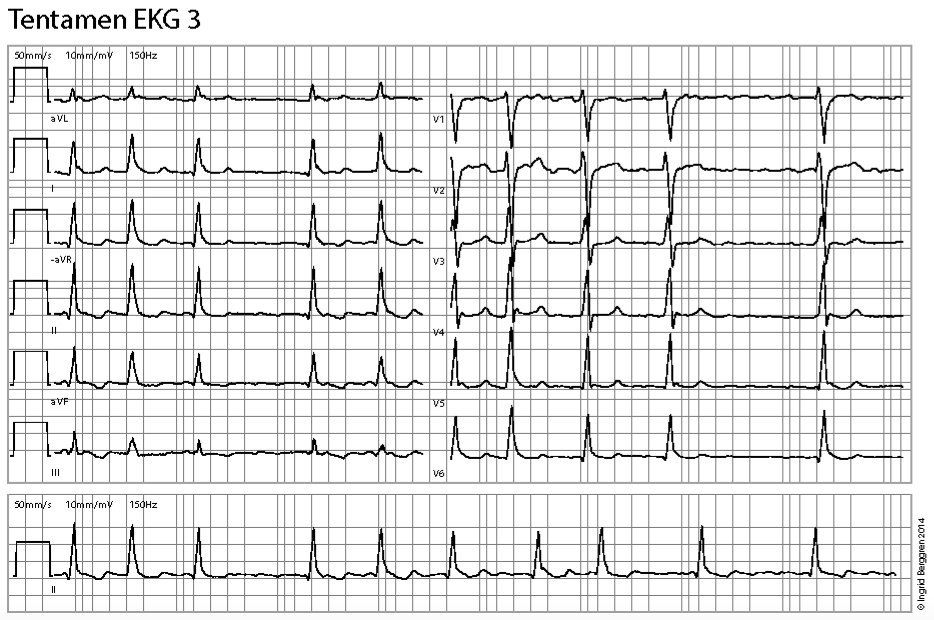 Tentamen EKG 3
50mm/s 10mm/mV 150Hz
aVL
I
-aVR
II
aVF
III
V1
V2
V3
V4
V5
V6
50mm/s 10mm/mV 150Hz
II
© Ingrid Berggren 2014